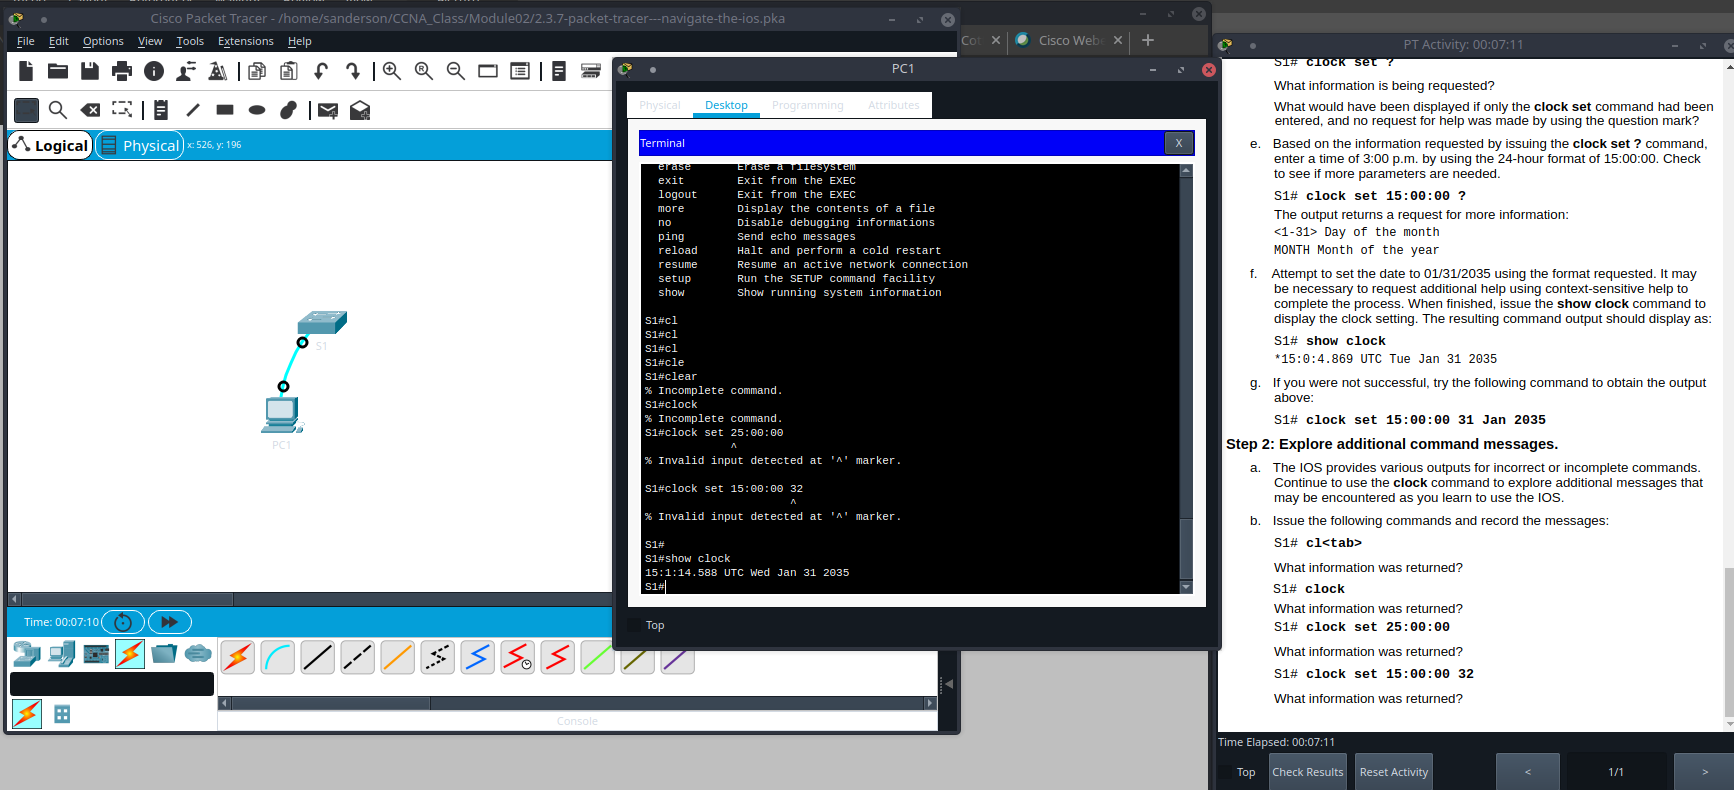 Cisco Packet Tracer - /home/sanderson/CCNA_Class/Module02/2.3.7-packet-tracer---navigate-the-ios.pka
File Edit Options View Tools Extensions Help
Logical
Physical
x: 526, y: 196
S1
PC1
Time: 00:07:10
Console
Cisco Web
PC1
Physical Desktop Programming Attributes
Terminal
X
erase Erase a filesystem
exit Exit from the EXEC
logout Exit from the EXEC
more Display the contents of a file
no Disable debugging informations
ping Send echo messages
reload Halt and perform a cold restart
resume Resume an active network connection
setup Run the SETUP command facility
show Show running system information
S1#cl
S1#cl
S1#cl
S1#cle
S1#clear
% Incomplete command.
S1#clock
% Incomplete command.
S1#clock set 25:00:00
^
% Invalid input detected at '^' marker.
S1#clock set 15:00:00 32
^
% Invalid input detected at '^' marker.
S1#
S1#show clock
15:1:14.588 UTC Wed Jan 31 2035
S1#
Top
PT Activity: 00:07:11
S1# clock set ?
What information is being requested?
What would have been displayed if only the clock set command had been
entered, and no request for help was made by using the question mark?
e. Based on the information requested by issuing the clock set ? command,
enter a time of 3:00 p.m. by using the 24-hour format of 15:00:00. Check
to see if more parameters are needed.
S1# clock set 15:00:00 ?
The output returns a request for more information:
<1-31> Day of the month
MONTH Month of the year
f. Attempt to set the date to 01/31/2035 using the format requested. It may
be necessary to request additional help using context-sensitive help to
complete the process. When finished, issue the show clock command to
display the clock setting. The resulting command output should display as:
S1# show clock
*15:0:4.869 UTC Tue Jan 31 2035
g. If you were not successful, try the following command to obtain the output
above:
S1# clock set 15:00:00 31 Jan 2035
Step 2: Explore additional command messages.
a. The IOS provides various outputs for incorrect or incomplete commands.
Continue to use the clock command to explore additional messages that
may be encountered as you learn to use the IOS.
b. Issue the following commands and record the messages:
S1# cl<tab>
What information was returned?
S1# clock
What information was returned?
S1# clock set 25:00:00
What information was returned?
S1# clock set 15:00:00 32
What information was returned?
Time Elapsed: 00:07:11
Top
Check Results
Reset Activity
<
1/1
>